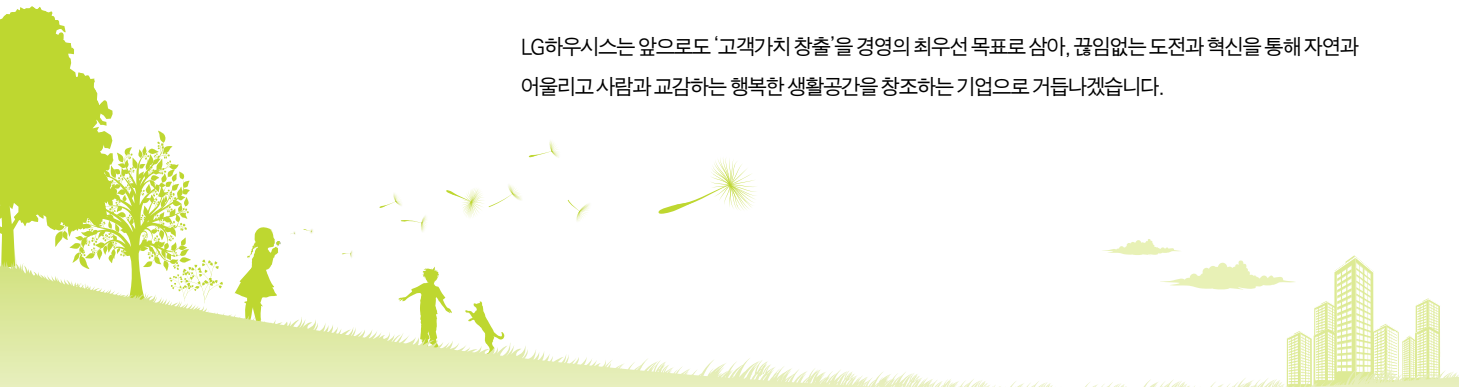 LG하우시스는 앞으로도 ‘고객가치 창출’을 경영의 최우선 목표로 삼아, 끊임없는 도전과 혁신을 통해 자연과
어울리고 사람과 교감하는 행복한 생활공간을 창조하는 기업으로 거듭나겠습니다.